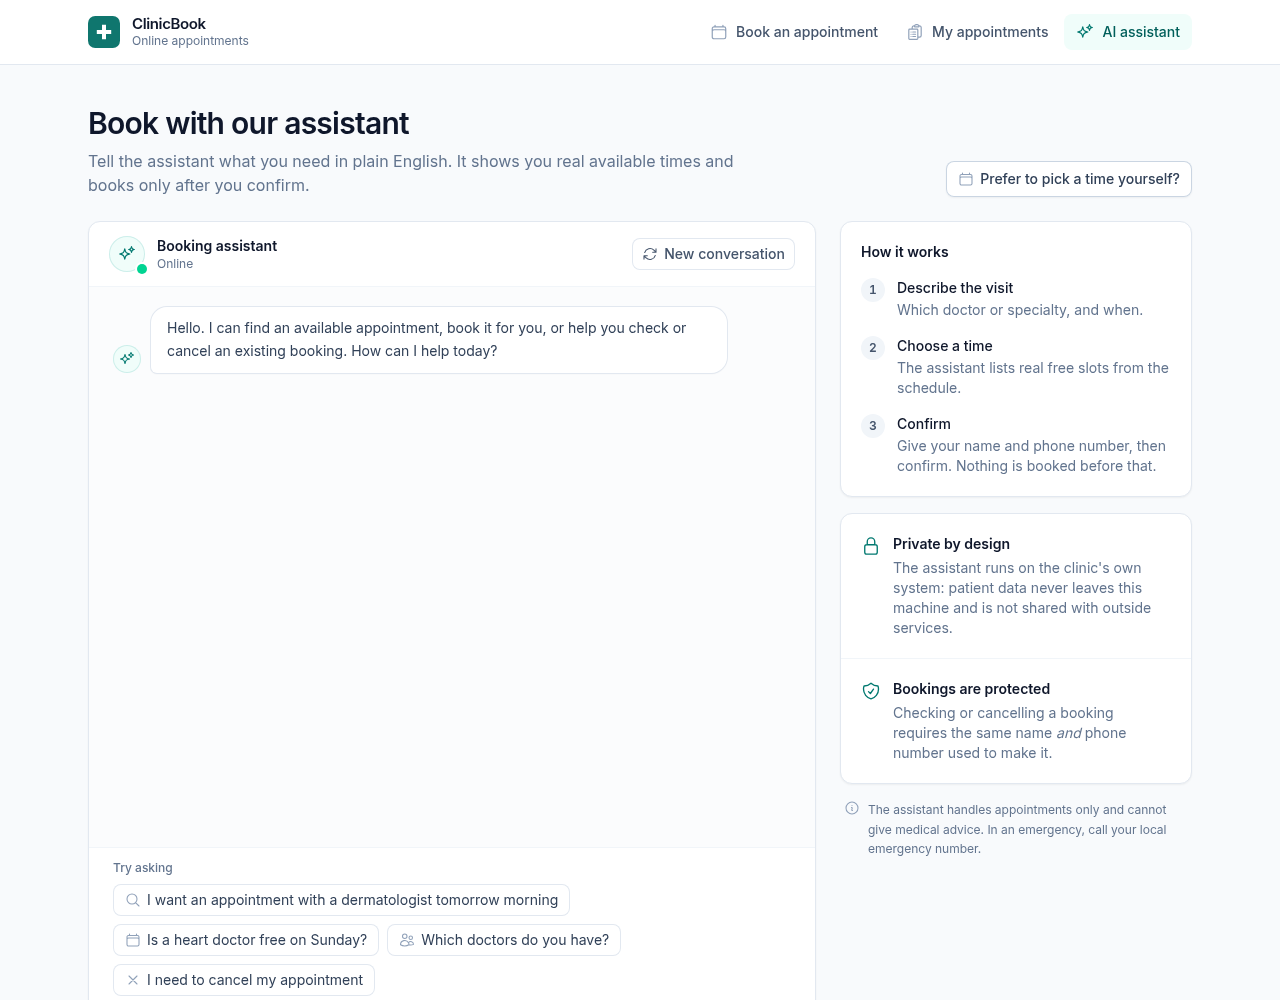 ClinicBook
Online appointments
Book an appointment
My appointments
AI assistant
Book with our assistant
Tell the assistant what you need in plain English. It shows you real available times and
books only after you confirm.
Prefer to pick a time yourself?
Booking assistant
Online
New conversation
Hello. I can find an available appointment, book it for you, or help you check or
cancel an existing booking. How can I help today?
Try asking
I want an appointment with a dermatologist tomorrow morning
Is a heart doctor free on Sunday?
Which doctors do you have?
I need to cancel my appointment
How it works
1
Describe the visit
Which doctor or specialty, and when.
2
Choose a time
The assistant lists real free slots from the
schedule.
3
Confirm
Give your name and phone number, then
confirm. Nothing is booked before that.
Private by design
The assistant runs on the clinic's own
system: patient data never leaves this
machine and is not shared with outside
services.
Bookings are protected
Checking or cancelling a booking
requires the same name and phone
number used to make it.
The assistant handles appointments only and cannot
give medical advice. In an emergency, call your local
emergency number.